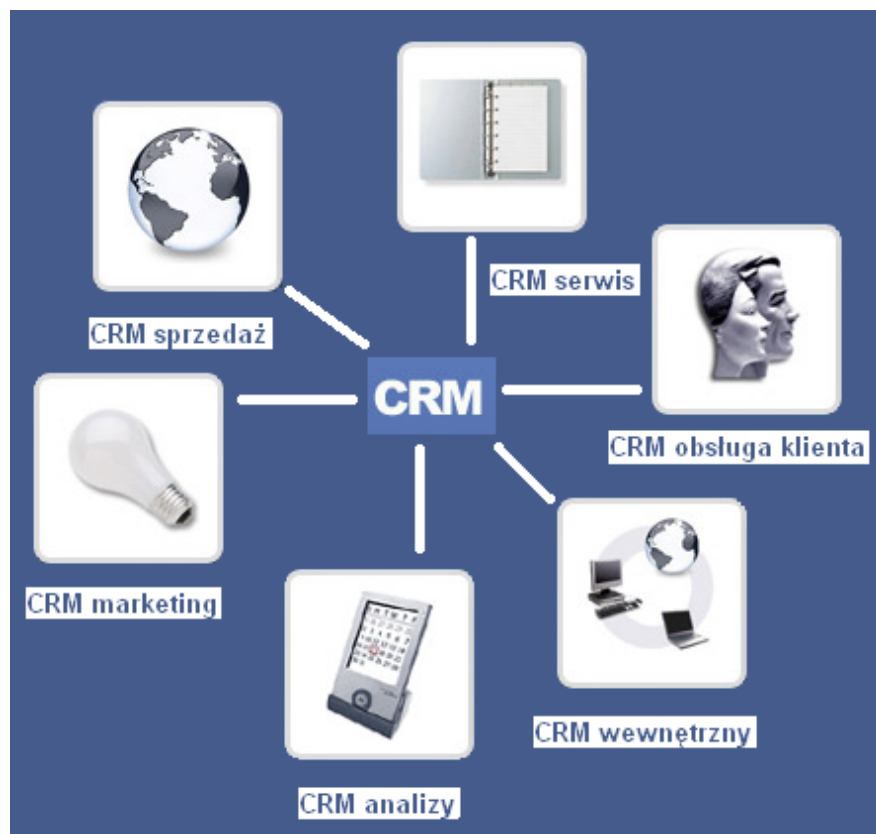 CRM serwis
CRM sprzedaż
CRM
CRM obsługa klienta
CRM marketing
CRM wewnętrzny
CRM analizy